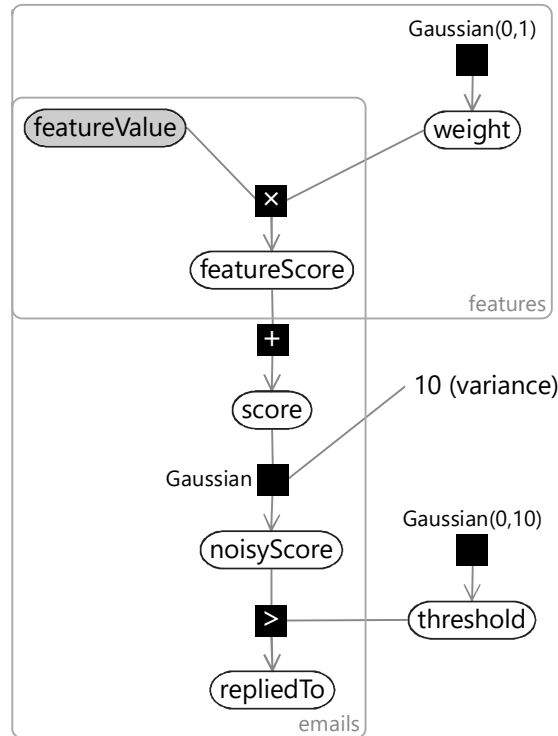 Gaussian(0,1)
featureValue
weight
×
featureScore
features
+
score
10 (variance)
Gaussian
noisyScore
Gaussian(0,10)
>
threshold
repliedTo
emails